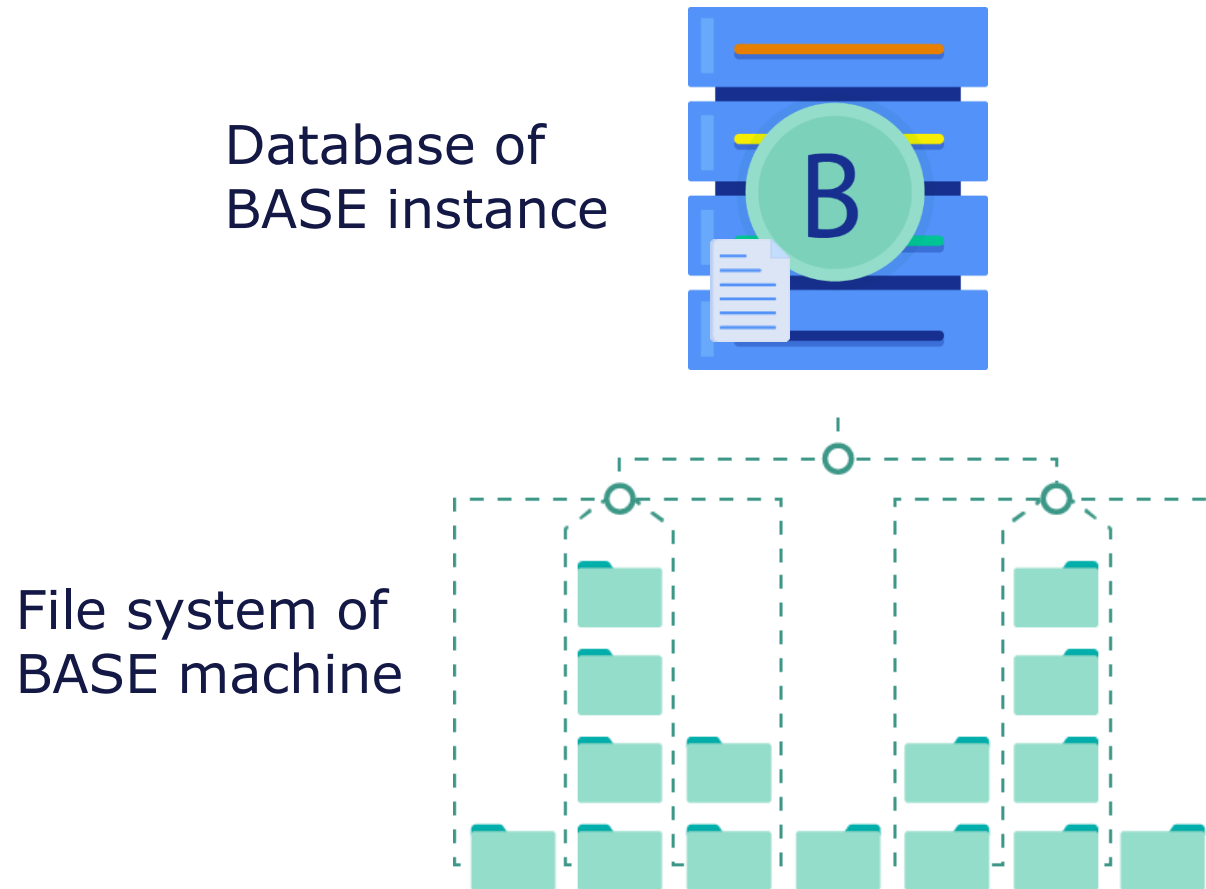 Database of
BASE instance
B
File system of
BASE machine